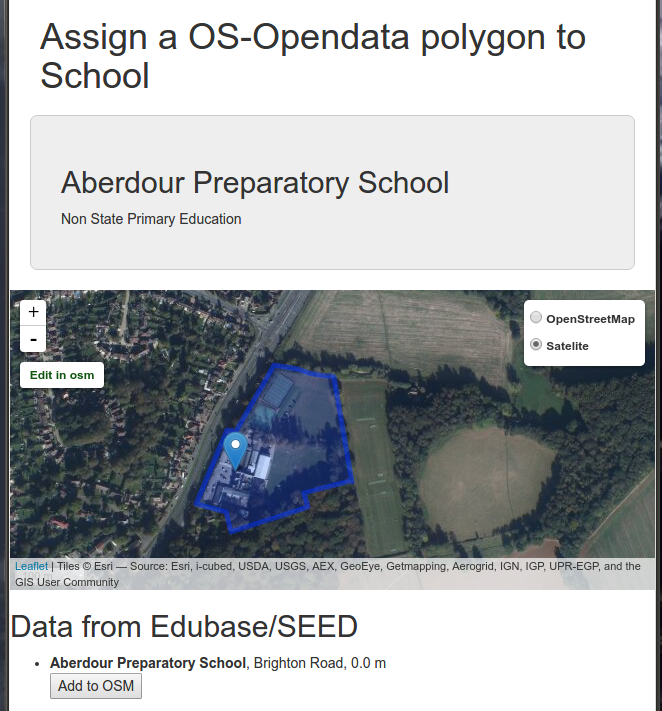 Assign a OS-Opendata polygon to
School
Aberdour Preparatory School
Non State Primary Education
+
-
Edit in osm
OpenStreetMap
Satelite
Leaflet | Tiles © Esri — Source: Esri, i-cubed, USDA, USGS, AEX, GeoEye, Getmapping, Aerogrid, IGN, IGP, UPR-EGP, and the
GIS User Community
Data from Edubase/SEED
• Aberdour Preparatory School, Brighton Road, 0.0 m
Add to OSM